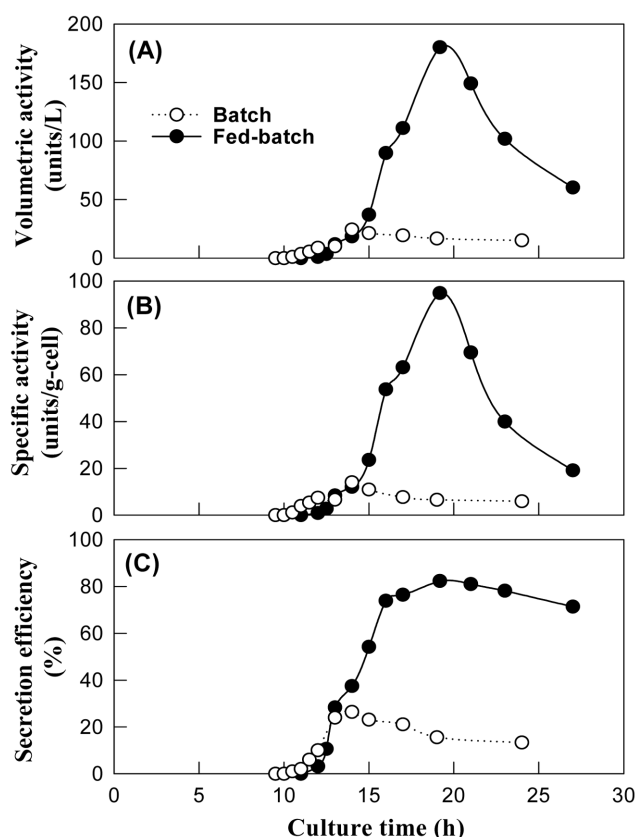 (A)
Volumetric activity
(units/L)
200
150
100
50
0
Batch
Fed-batch
(B)
Specific activity
(units/g-cell)
100
80
60
40
20
0
(C)
Secretion efficiency
(%)
100
80
60
40
20
0
0 5 10 15 20 25 30
Culture time (h)